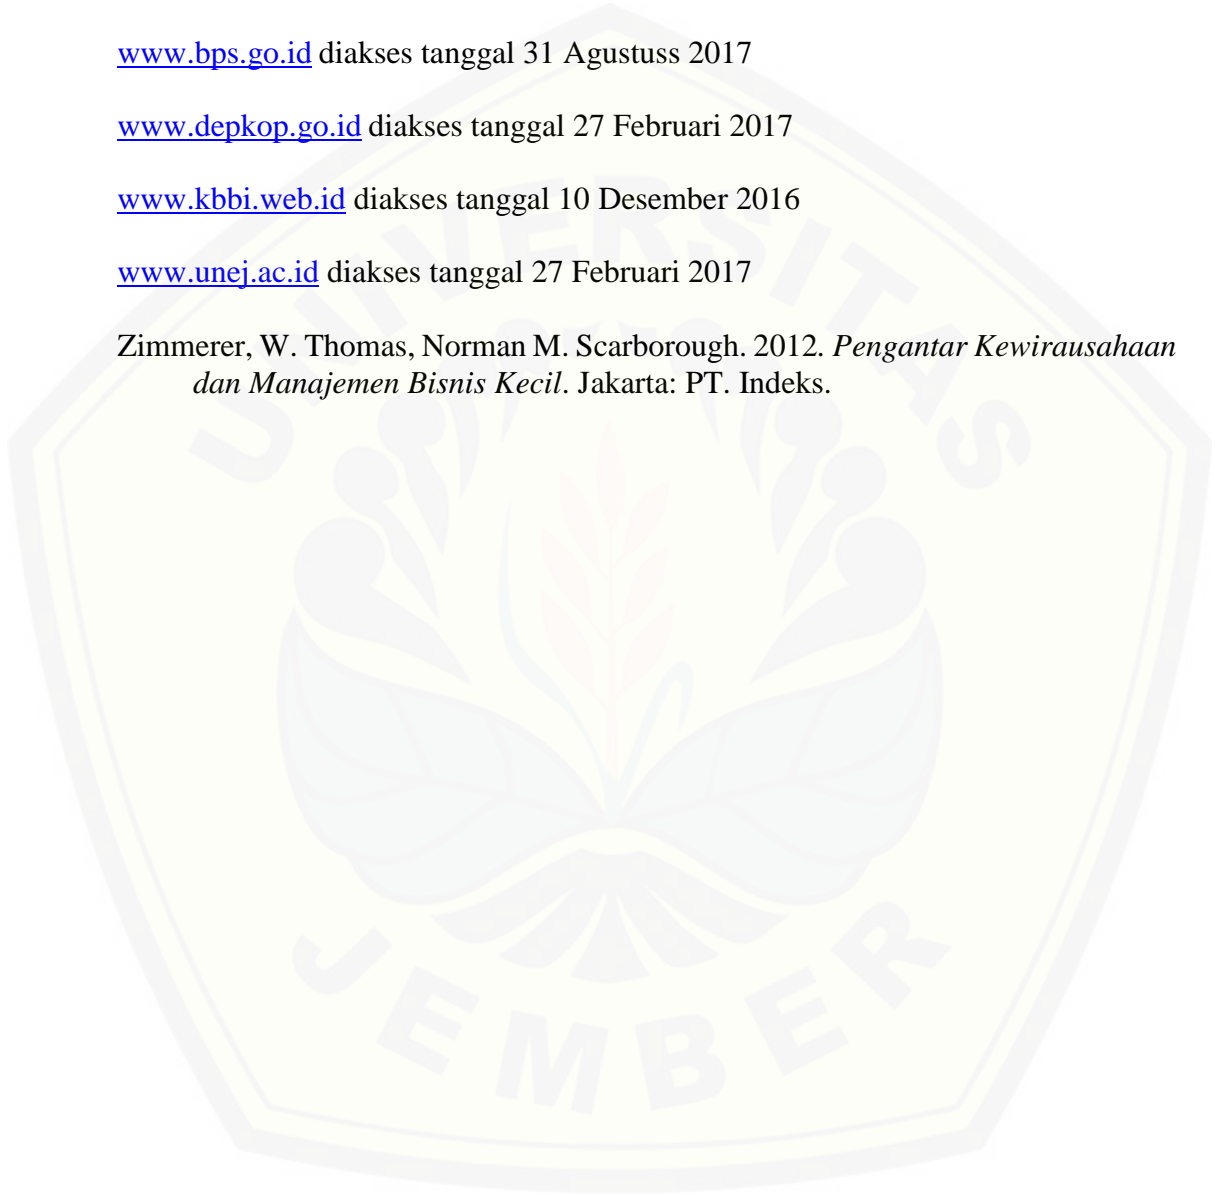 www.bps.go.id diakses tanggal 31 Agustuss 2017
www.depkop.go.id diakses tanggal 27 Februari 2017
www.kbbi.web.id diakses tanggal 10 Desember 2016
www.unej.ac.id diakses tanggal 27 Februari 2017
Zimmerer, W. Thomas, Norman M. Scarborough. 2012. Pengantar Kewirausahaan
dan Manajemen Bisnis Kecil. Jakarta: PT. Indeks.
UNIVERSITAS
JEMBER